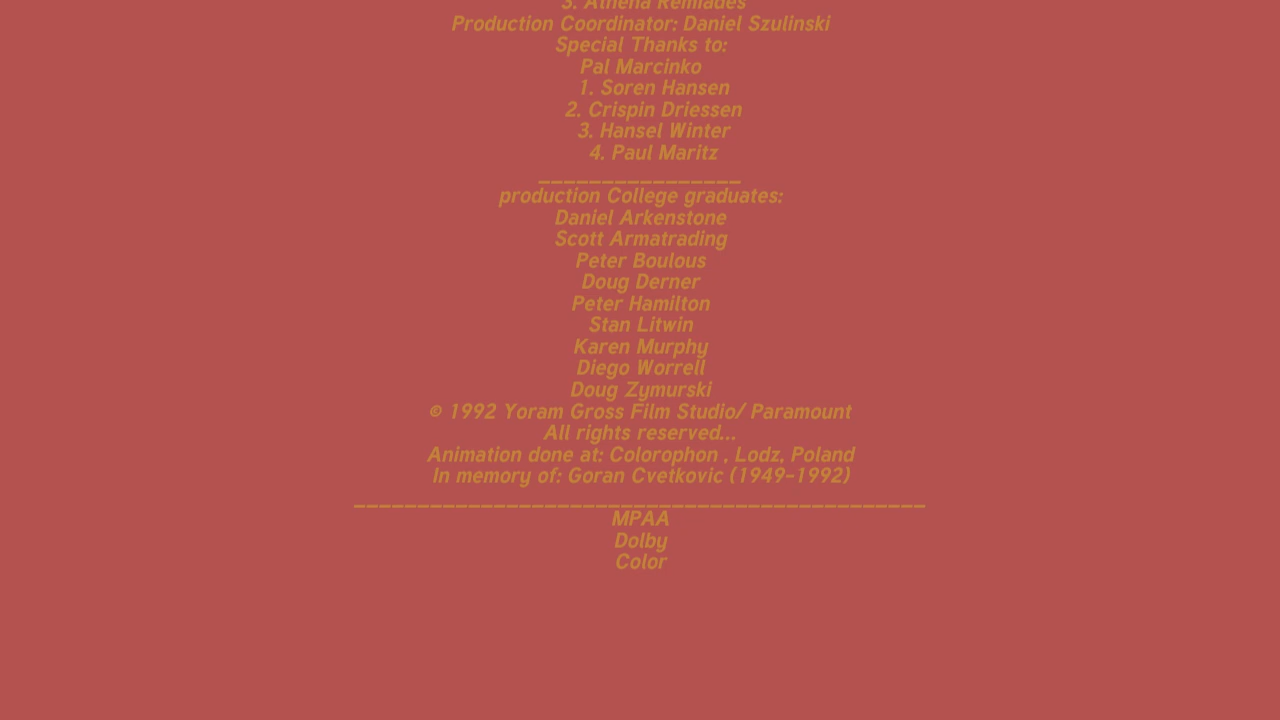 3. Athena Reiniades
Production Coordinator: Daniel Szulinski
Special Thanks to:
Pal Marcinko
1. Soren Hansen
2. Crispin Driessen
3. Hansel Winter
4. Paul Maritz
________________
production College graduates:
Daniel Arkenstone
Scott Armatrading
Peter Boulous
Doug Derner
Peter Hamilton
Stan Litwin
Karen Murphy
Diego Worrell
Doug Zymurski
© 1992 Yoram Gross Film Studio/ Paramount
All rights reserved...
Animation done at: Colorophon , Lodz, Poland
In memory of: Goran Cvetkovic (1949-1992)
_____________________________________________
MPAA
Dolby
Color